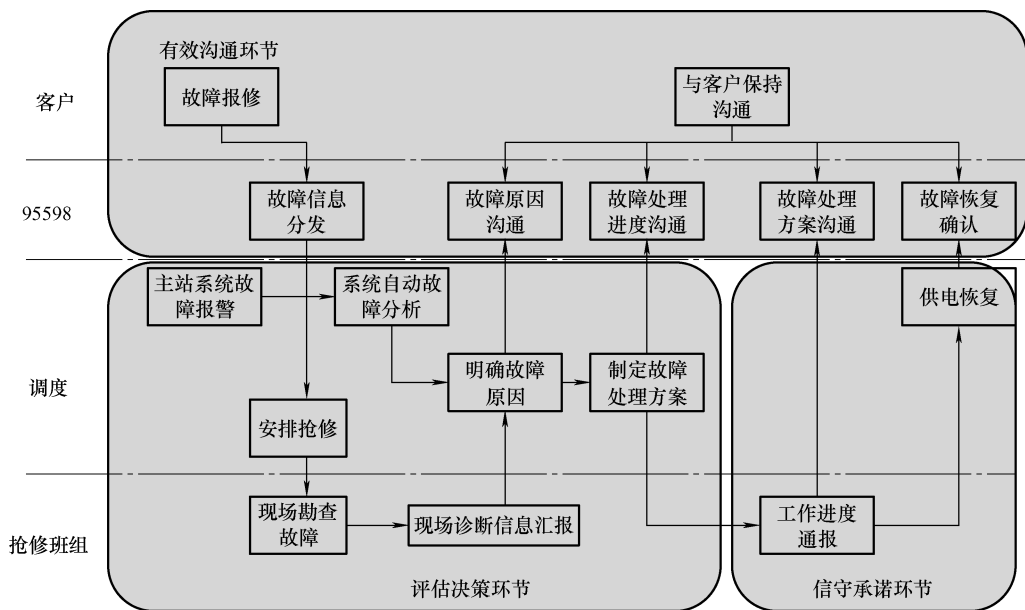 有效沟通环节
客户
故障报修
与客户保持
沟通
95598
故障信息
分发
故障原因
沟通
故障处理
进度沟通
故障处理
方案沟通
故障恢复
确认
主站系统故
障报警
系统自动故
障分析
供电恢复
调度
明确故障
原因
制定故障
处理方案
安排抢修
抢修班组
现场勘查
故障
现场诊断信息汇报
工作进度
通报
评估决策环节
信守承诺环节